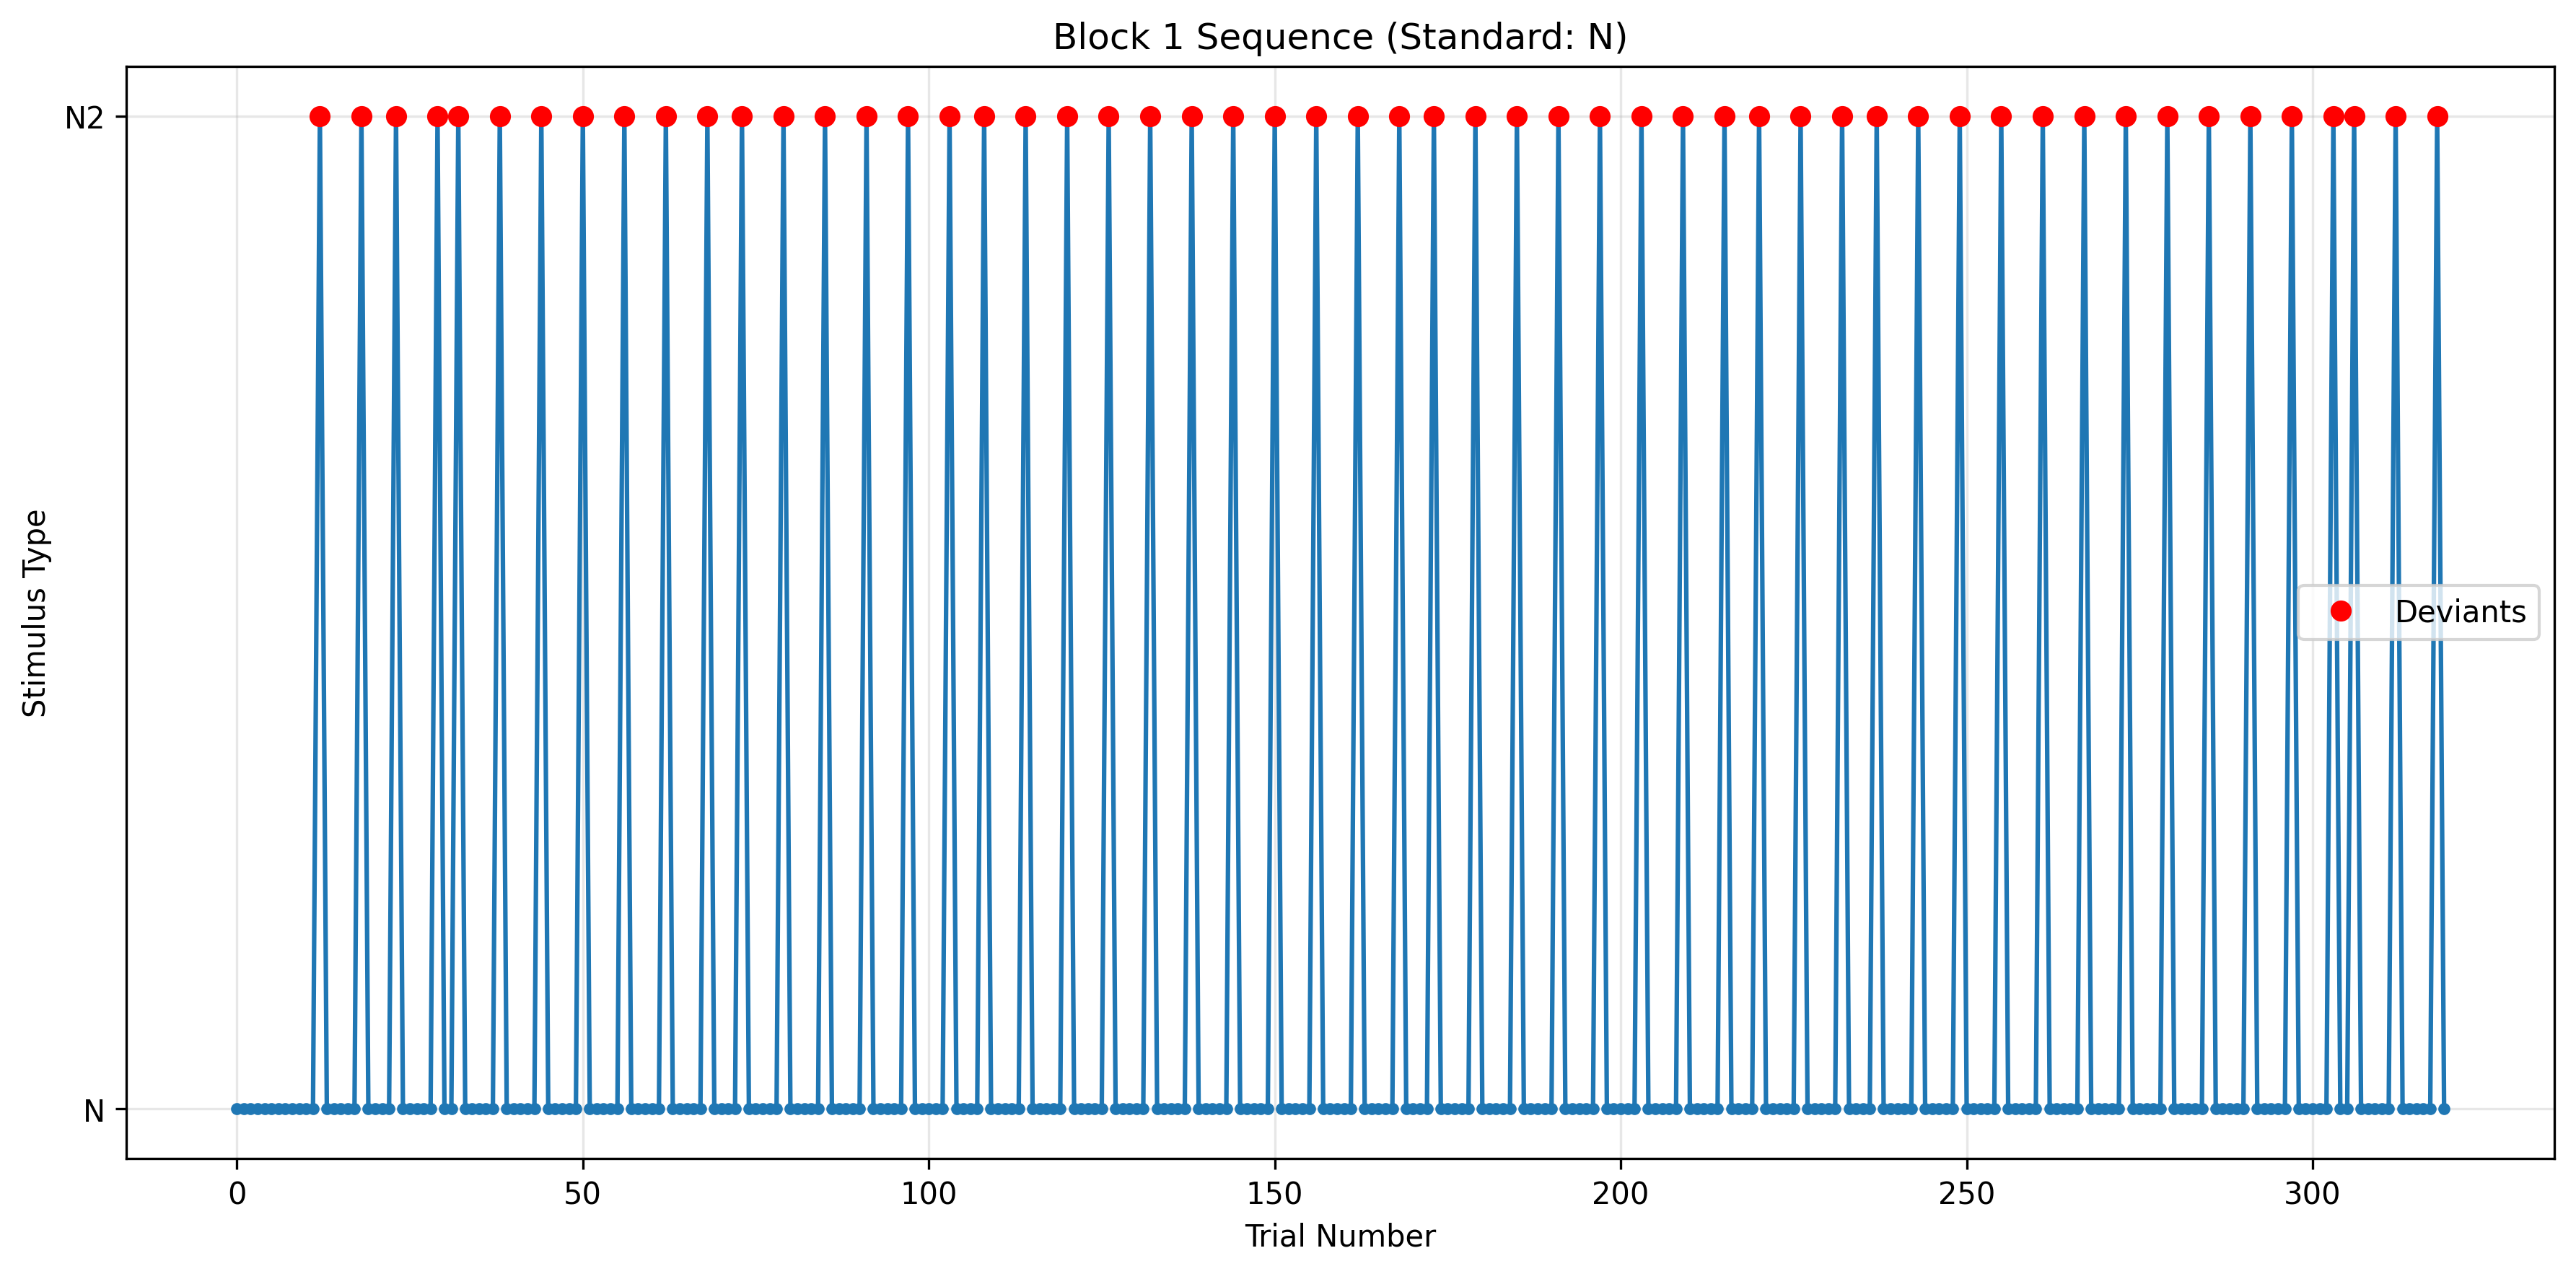 Block 1 Sequence (Standard: N)
N2
Stimulus Type
Deviants
N
0 50 100 150 200 250 300
Trial Number